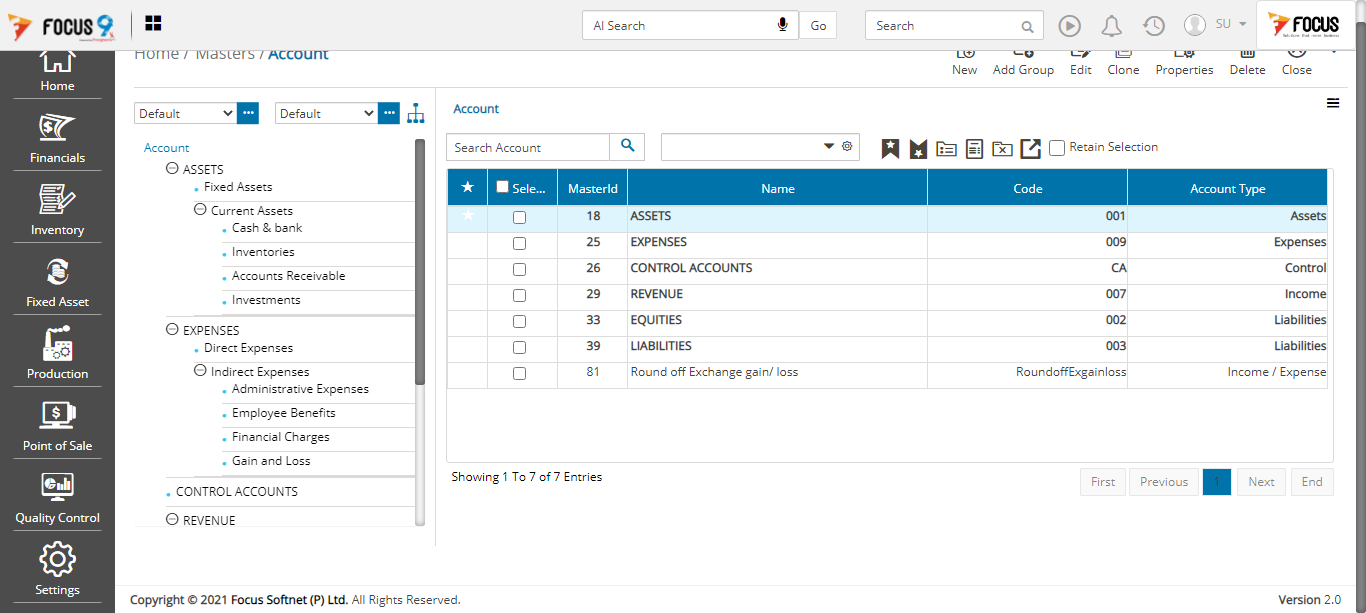 FOCUS 9
AI Search
Go
Search
SU
FOCUS
Home / Masters / Account
New
Add Group
Edit
Clone
Properties
Delete
Close
Home
Financials
Inventory
Fixed Asset
Production
Point of Sale
Quality Control
Settings
Default
Default
Account
ASSETS
Fixed Assets
Current Assets
Cash & bank
Inventories
Accounts Receivable
Investments
EXPENSES
Direct Expenses
Indirect Expenses
Administrative Expenses
Employee Benefits
Financial Charges
Gain and Loss
CONTROL ACCOUNTS
REVENUE
Account
Search Account
Retain Selection
Sele... MasterId Name Code Account Type
18 ASSETS 001 Assets
25 EXPENSES 009 Expenses
26 CONTROL ACCOUNTS CA Control
29 REVENUE 007 Income
33 EQUITIES 002 Liabilities
39 LIABILITIES 003 Liabilities
81 Round off Exchange gain/ loss RoundoffExgainloss Income / Expense
Showing 1 To 7 of 7 Entries
First Previous 1 Next End
Copyright © 2021 Focus Softnet (P) Ltd. All Rights Reserved.
Version 2.0